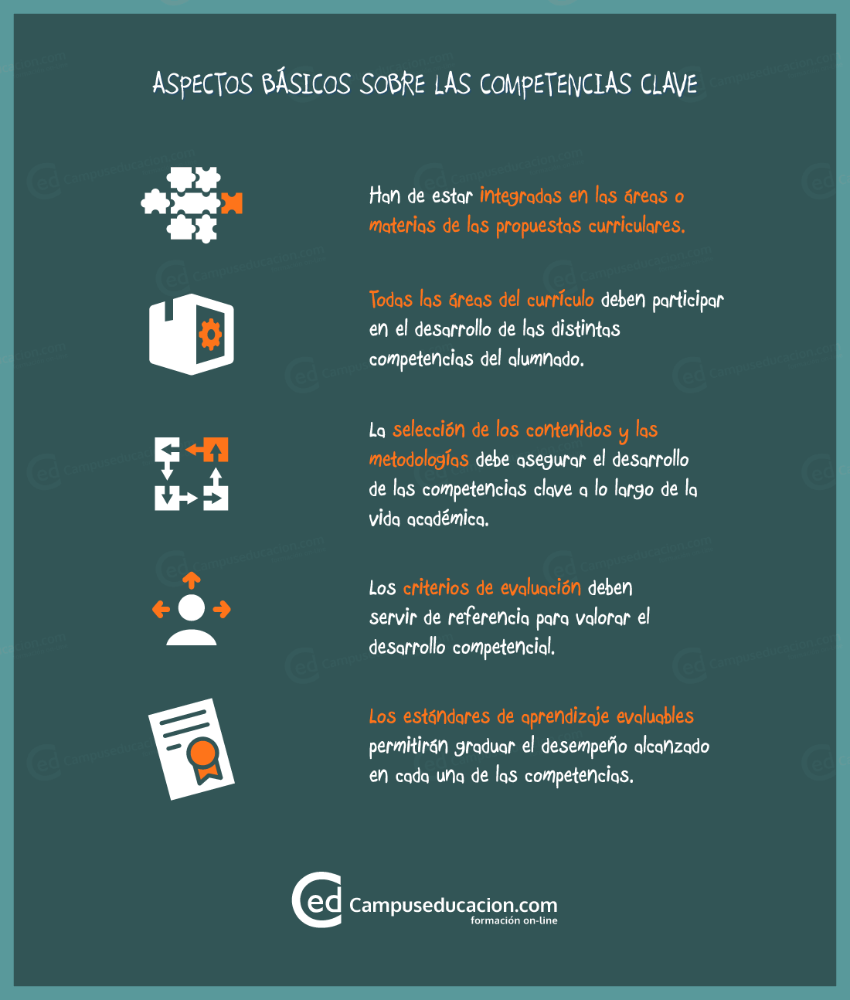 ASPECTOS BÁSICOS SOBRE LAS COMPETENCIAS CLAVE
Han de estar integradas en las áreas o
materias de las propuestas curriculares.
Todas las áreas del currículo deben participar
en el desarrollo de las distintas
competencias del alumnado.
La selección de los contenidos y las
metodologías debe asegurar el desarrollo
de las competencias clave a lo largo de la
vida académica.
Los criterios de evaluación deben
servir de referencia para valorar el
desarrollo competencial.
Los estándares de aprendizaje evaluables
permitirán graduar el desempeño alcanzado
en cada una de las competencias.
Ced Campuseducacion.com
formación on-line